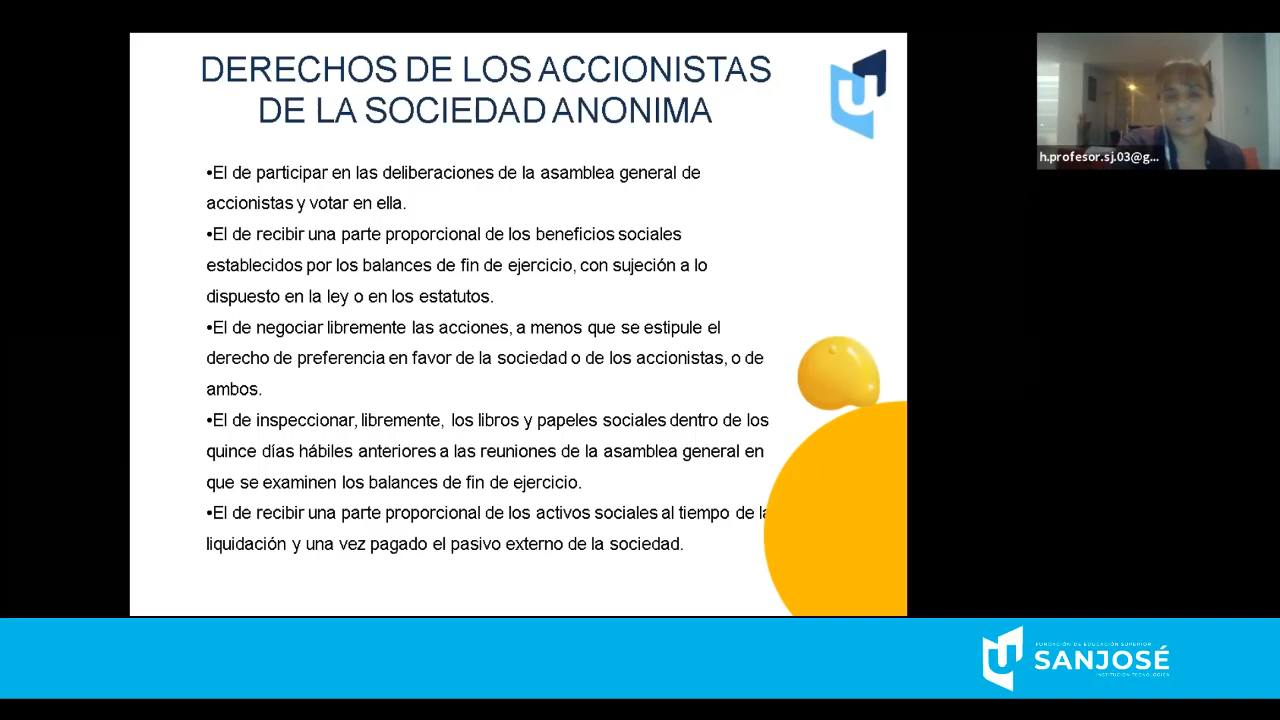 DERECHOS DE LOS ACCIONISTAS
DE LA SOCIEDAD ANONIMA
•El de participar en las deliberaciones de la asamblea general de
accionistas y votar en ella.
•El de recibir una parte proporcional de los beneficios sociales
establecidos por los balances de fin de ejercicio, con sujeción a lo
dispuesto en la ley o en los estatutos.
•El de negociar libremente las acciones, a menos que se estipule el
derecho de preferencia en favor de la sociedad o de los accionistas, o de
ambos.
•El de inspeccionar, libremente, los libros y papeles sociales dentro de los
quince días hábiles anteriores a las reuniones de la asamblea general en
que se examinen los balances de fin de ejercicio.
•El de recibir una parte proporcional de los activos sociales al tiempo de la
liquidación y una vez pagado el pasivo externo de la sociedad.
h.profesor.sj.03@g...
FUNDACIÓN DE EDUCACIÓN SUPERIOR
SANJOSÉ
INSTITUCIÓN TECNOLÓGICA